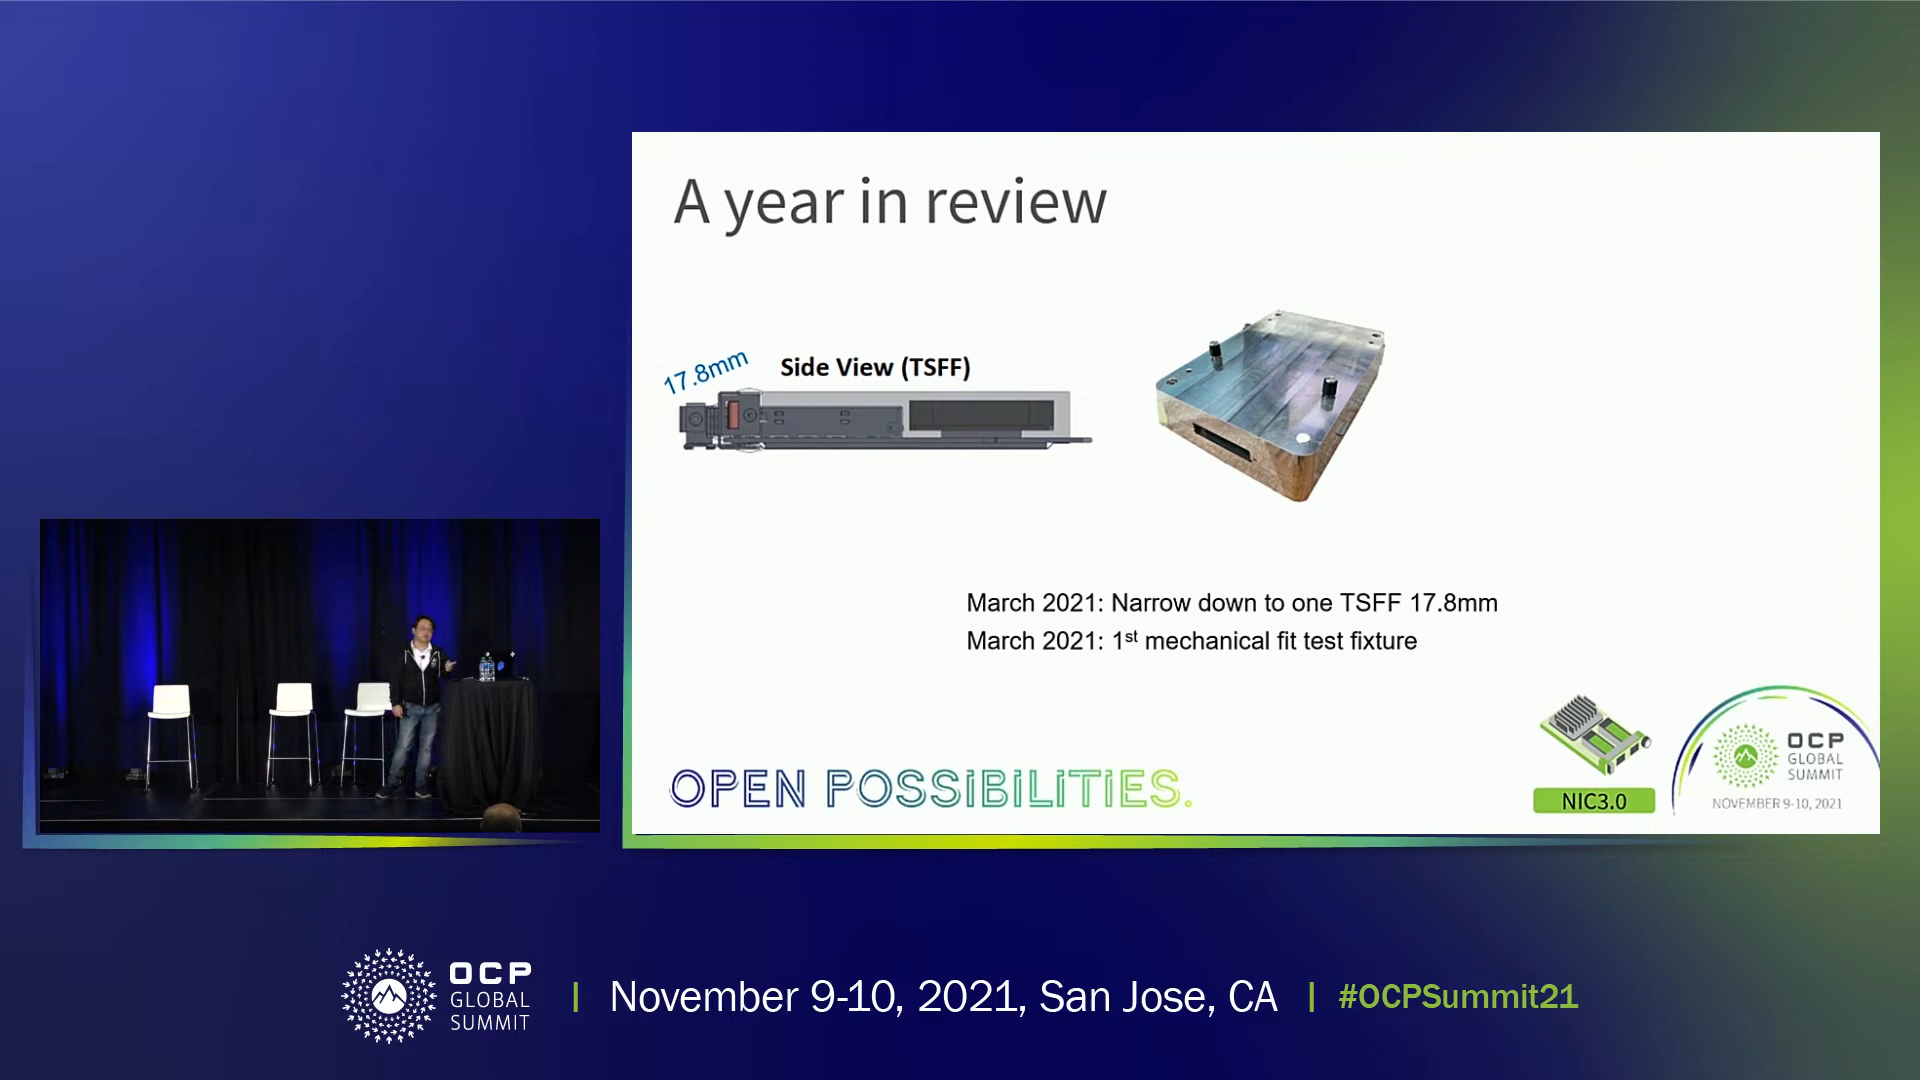 A year in review
17.8mm
Side View (TSFF)
March 2021: Narrow down to one TSFF 17.8mm
March 2021: 1st mechanical fit test fixture
OPEN POSSIBILITIES.
NIC3.0
OCP
GLOBAL
SUMMIT
NOVEMBER 9-10, 2021
OCP
GLOBAL
SUMMIT
November 9-10, 2021, San Jose, CA
#OCPSummit21